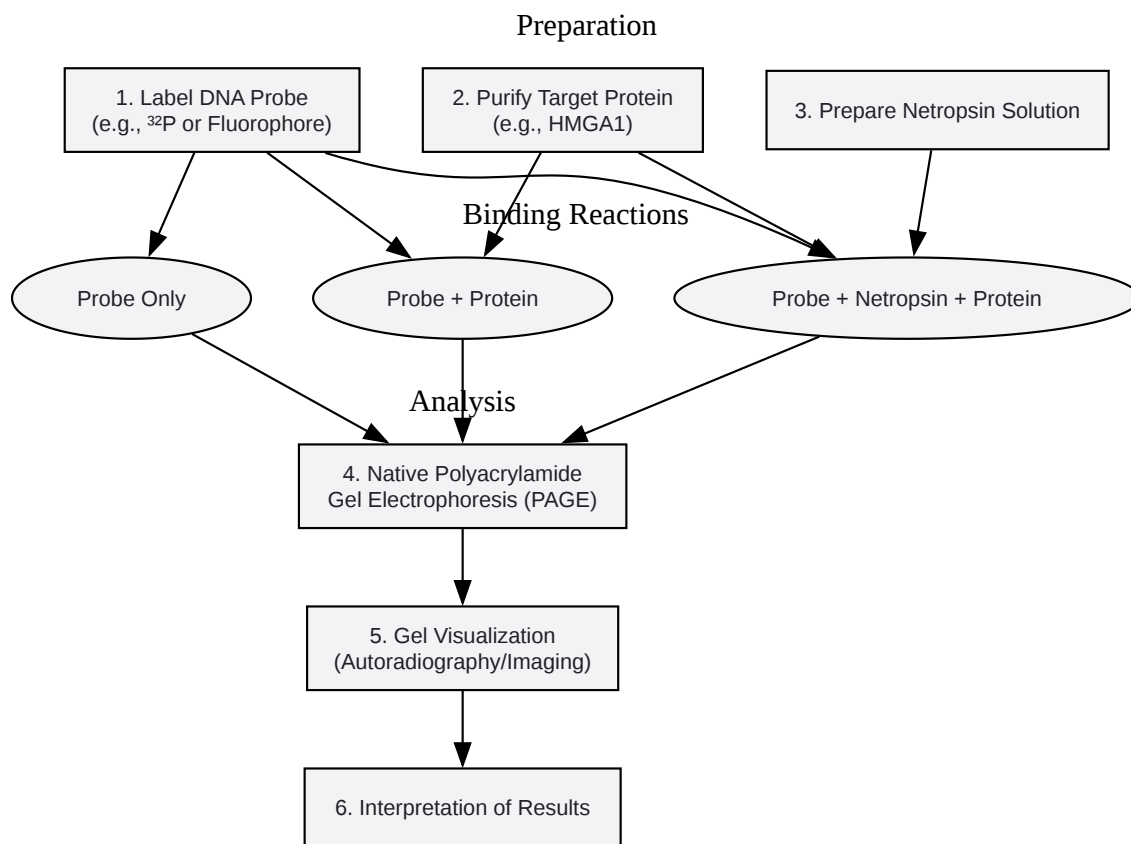 Preparation
1. Label DNA Probe
(e.g., ³²P or Fluorophore)
2. Purify Target Protein
(e.g., HMGA1)
3. Prepare Netropsin Solution
Binding Reactions
Probe Only
Probe + Protein
Probe + Netropsin + Protein
Analysis
4. Native Polyacrylamide
Gel Electrophoresis (PAGE)
5. Gel Visualization
(Autoradiography/Imaging)
6. Interpretation of Results